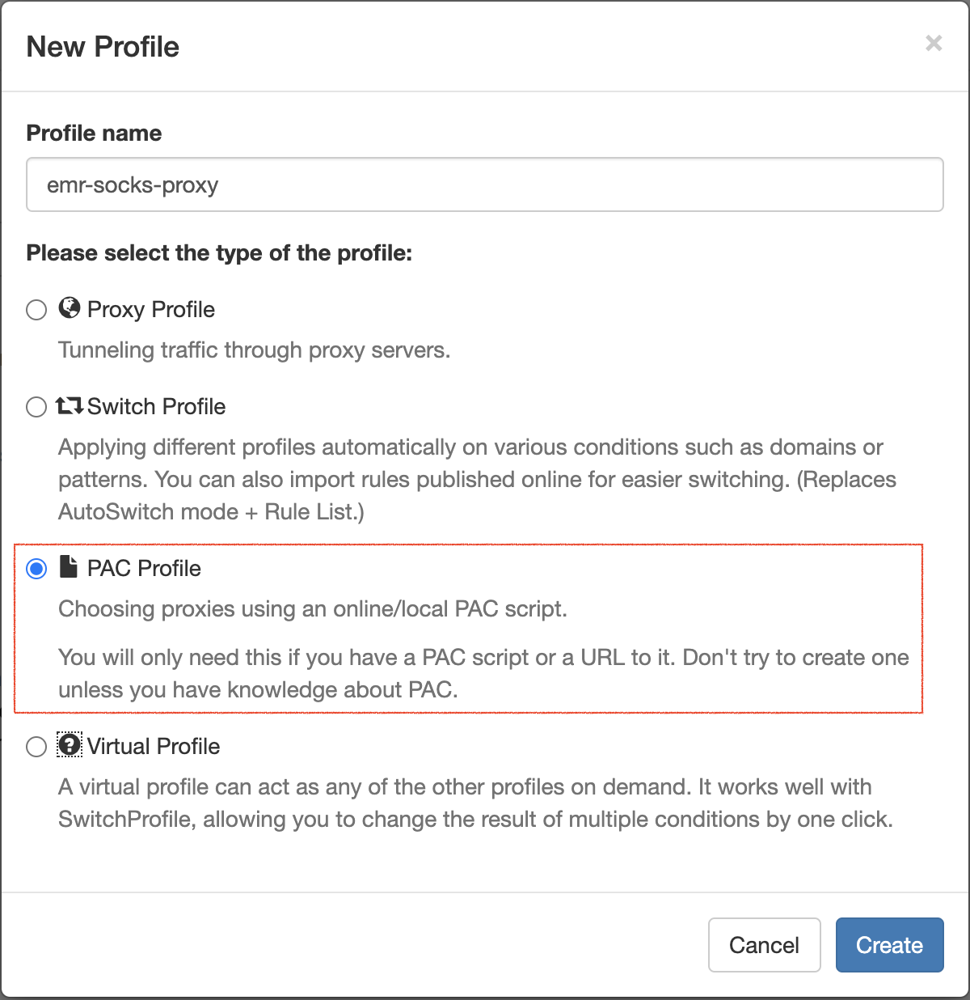 New Profile
×
Profile name
emr-socks-proxy
Please select the type of the profile:
Proxy Profile
Tunneling traffic through proxy servers.
Switch Profile
Applying different profiles automatically on various conditions such as domains or
patterns. You can also import rules published online for easier switching. (Replaces
AutoSwitch mode + Rule List.)
PAC Profile
Choosing proxies using an online/local PAC script.
You will only need this if you have a PAC script or a URL to it. Don't try to create one
unless you have knowledge about PAC.
Virtual Profile
A virtual profile can act as any of the other profiles on demand. It works well with
SwitchProfile, allowing you to change the result of multiple conditions by one click.
Cancel
Create